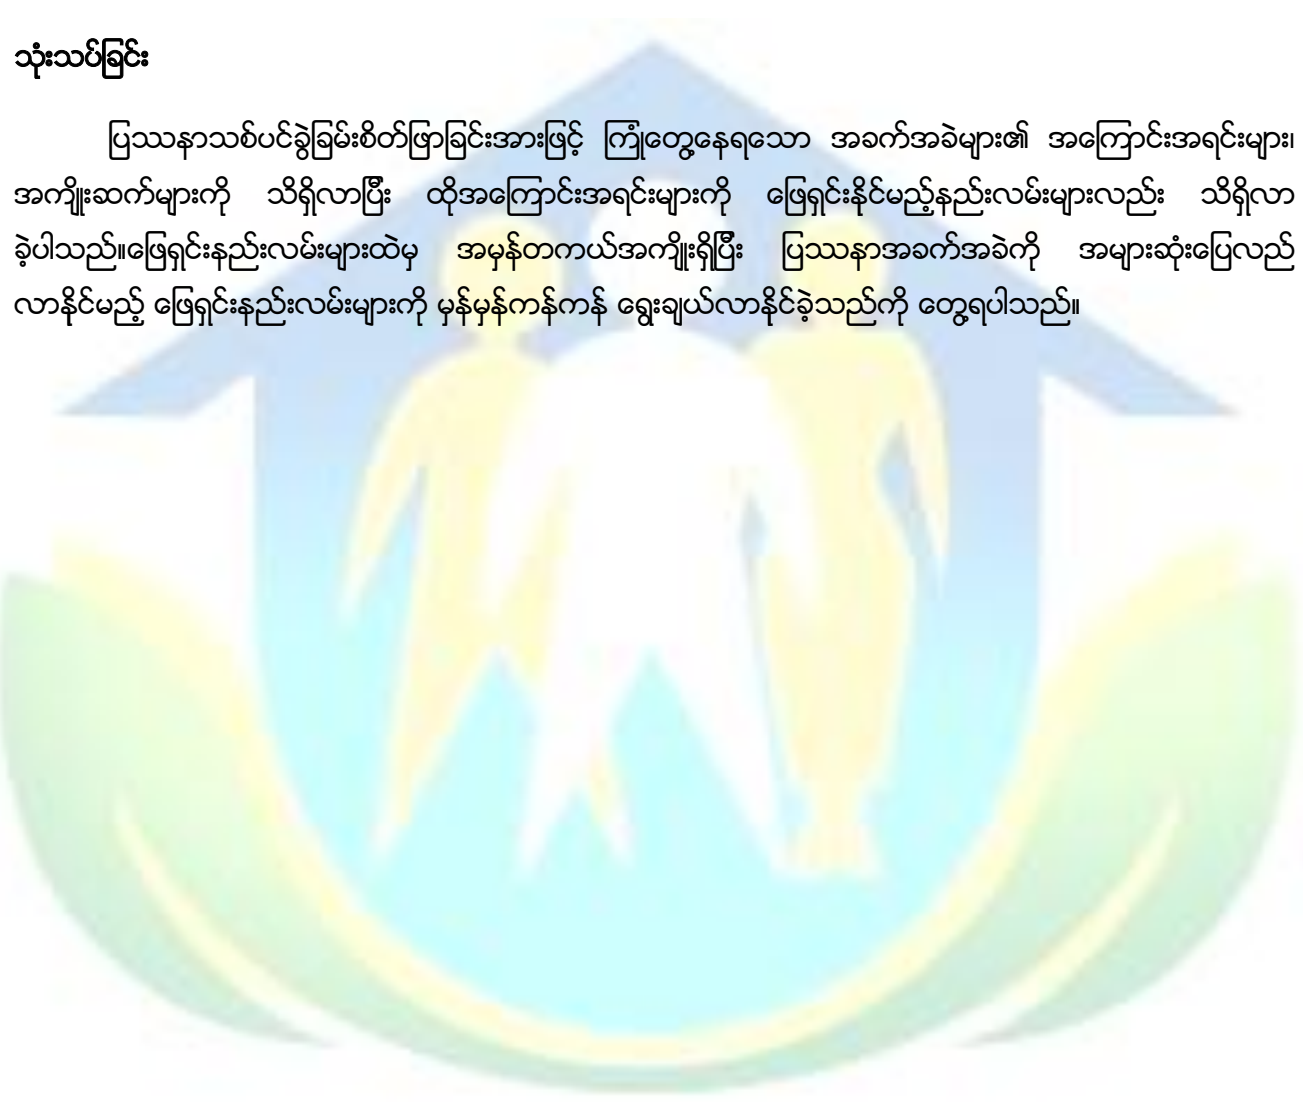 သုံးသပ်ခြင်း
ပြဿနာသစ်ပင်ခွဲခြမ်းစိတ်ဖြာခြင်းအားဖြင့် ကြုံတွေ့နေရသော အခက်အခဲများ၏ အကြောင်းအရင်းများ၊
အကျိုးဆက်များကို သိရှိလာပြီး ထိုအကြောင်းအရင်းများကို ဖြေရှင်းနိုင်မည့်နည်းလမ်းများလည်း သိရှိလာ
ခဲ့ပါသည်။ဖြေရှင်းနည်းလမ်းများထဲမှ အမှန်တကယ်အကျိုးရှိပြီး ပြဿနာအခက်အခဲကို အများဆုံးပြေလည်
လာနိုင်မည့် ဖြေရှင်းနည်းလမ်းများကို မှန်မှန်ကန်ကန် ရွေးချယ်လာနိုင်ခဲ့သည်ကို တွေ့ရပါသည်။